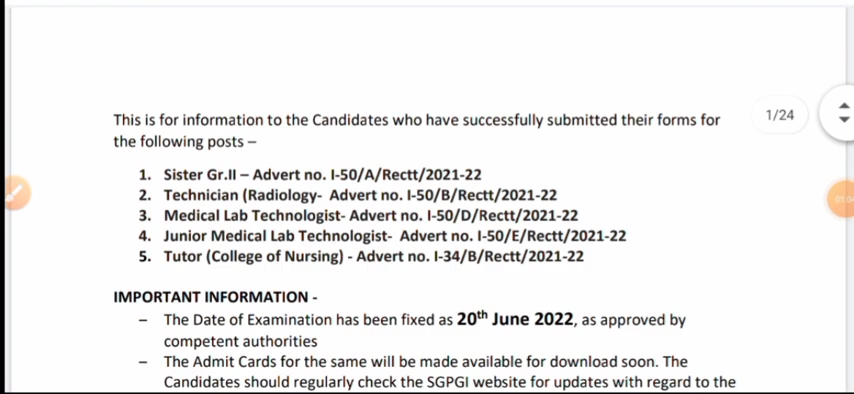 This is for information to the Candidates who have successfully submitted their forms for
1/24
the following posts –
1. Sister Gr.II – Advert no. I-50/A/Rectt/2021-22
2. Technician (Radiology- Advert no. I-50/B/Rectt/2021-22
3. Medical Lab Technologist- Advert no. I-50/D/Rectt/2021-22
4. Junior Medical Lab Technologist- Advert no. I-50/E/Rectt/2021-22
5. Tutor (College of Nursing) - Advert no. I-34/B/Rectt/2021-22
IMPORTANT INFORMATION -
– The Date of Examination has been fixed as 20th June 2022, as approved by
competent authorities
– The Admit Cards for the same will be made available for download soon. The
Candidates should regularly check the SGPGI website for updates with regard to the